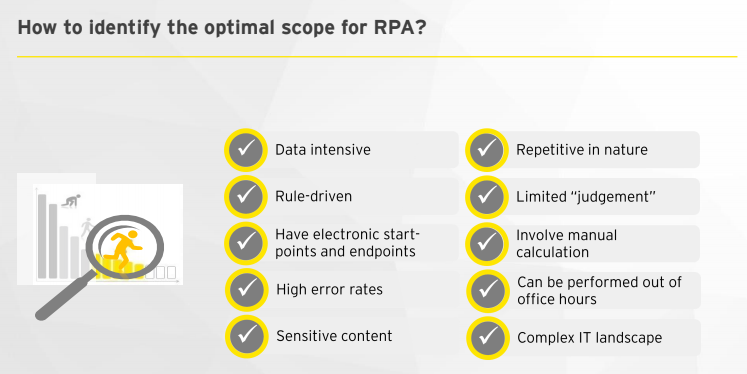 How to identify the optimal scope for RPA?
Data intensive
Rule-driven
Have electronic start-
points and endpoints
High error rates
Sensitive content
Repetitive in nature
Limited “judgement”
Involve manual
calculation
Can be performed out of
office hours
Complex IT landscape